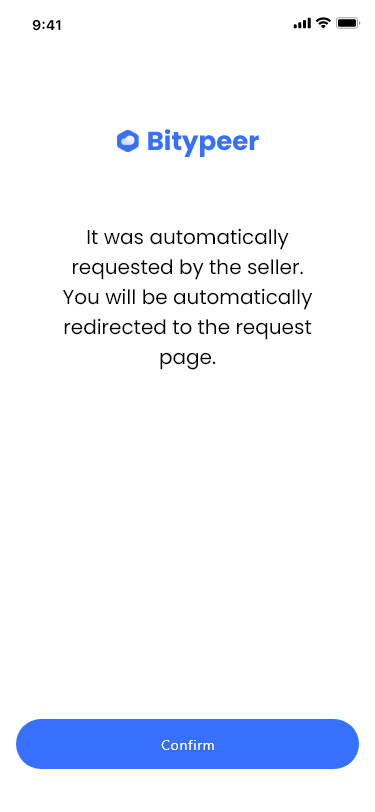 9:41
Bitypeer
It was automatically
requested by the seller.
You will be automatically
redirected to the request
page.
Confirm